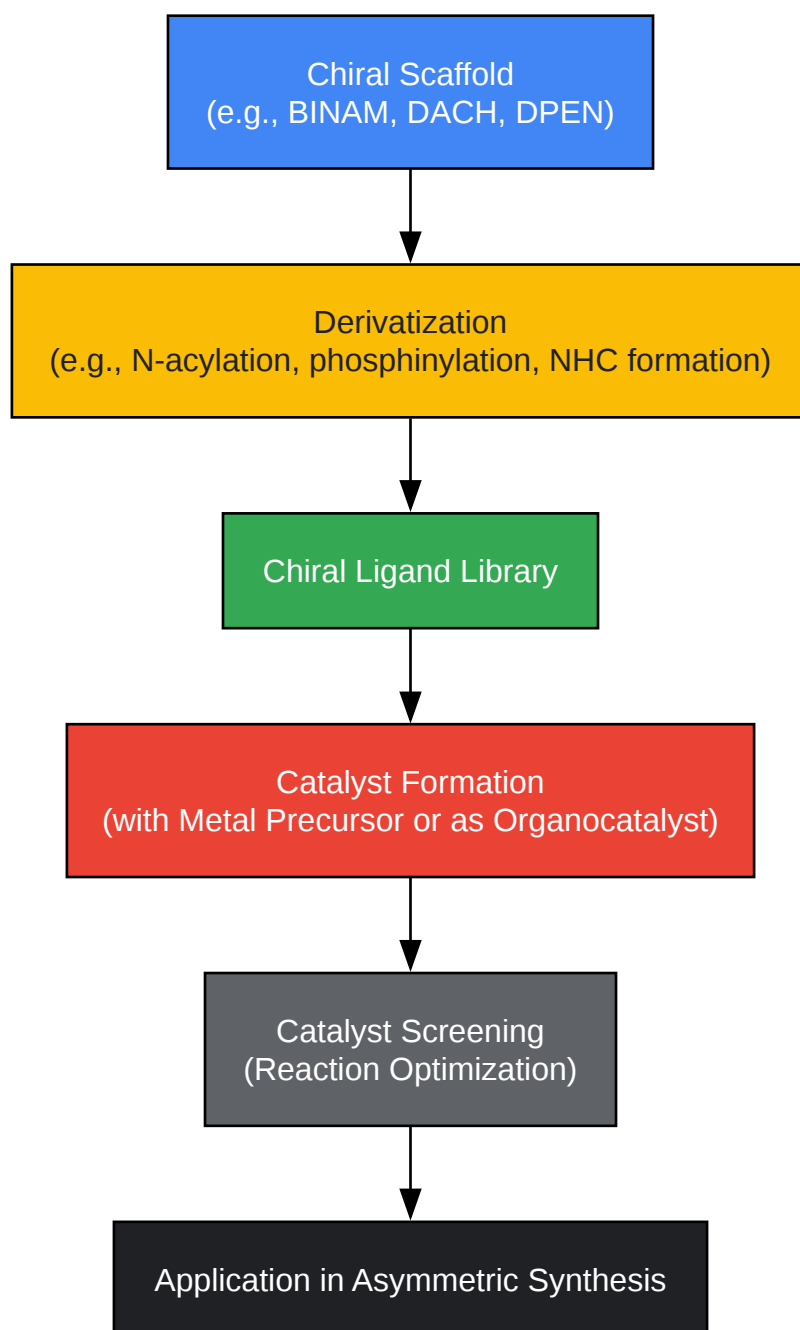 Chiral Scaffold
(e.g., BINAM, DACH, DPEN)
Derivatization
(e.g., N-acylation, phosphinylation, NHC formation)
Chiral Ligand Library
Catalyst Formation
(with Metal Precursor or as Organocatalyst)
Catalyst Screening
(Reaction Optimization)
Application in Asymmetric Synthesis